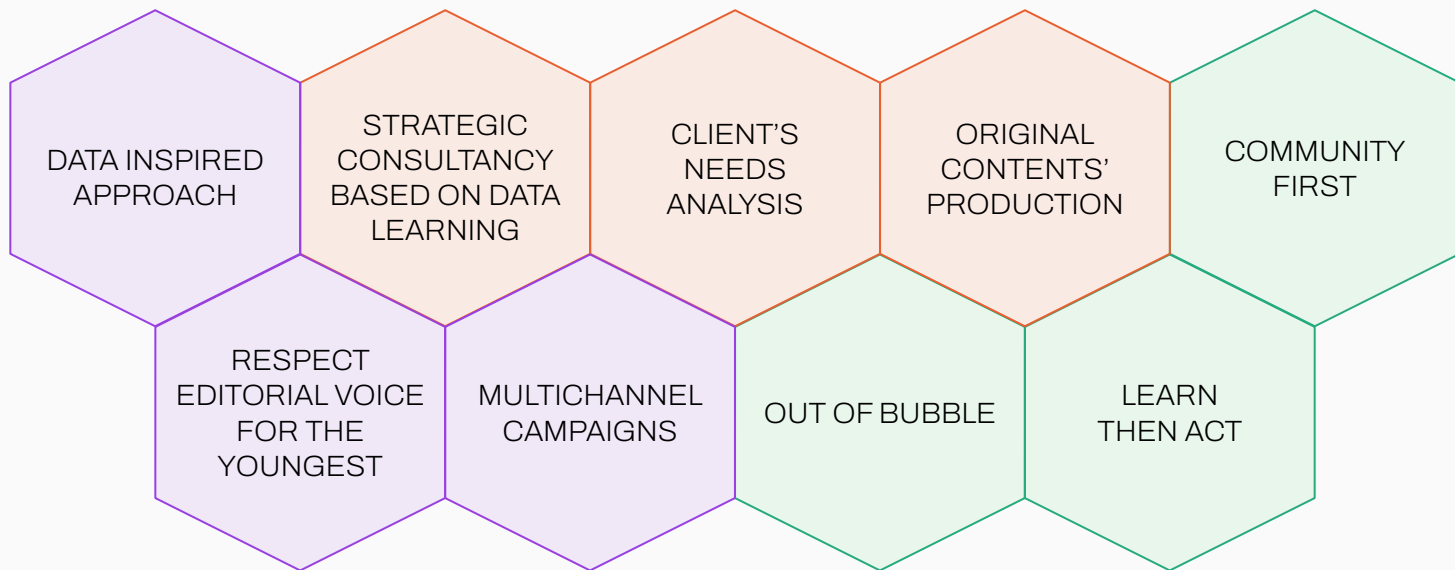 DATA INSPIRED
APPROACH
STRATEGIC
CONSULTANCY
BASED ON DATA
LEARNING
CLIENT’S
NEEDS
ANALYSIS
ORIGINAL
CONTENTS’
PRODUCTION
COMMUNITY
FIRST
RESPECT
EDITORIAL VOICE
FOR THE
YOUNGEST
MULTICHANNEL
CAMPAIGNS
OUT OF BUBBLE
LEARN
THEN ACT